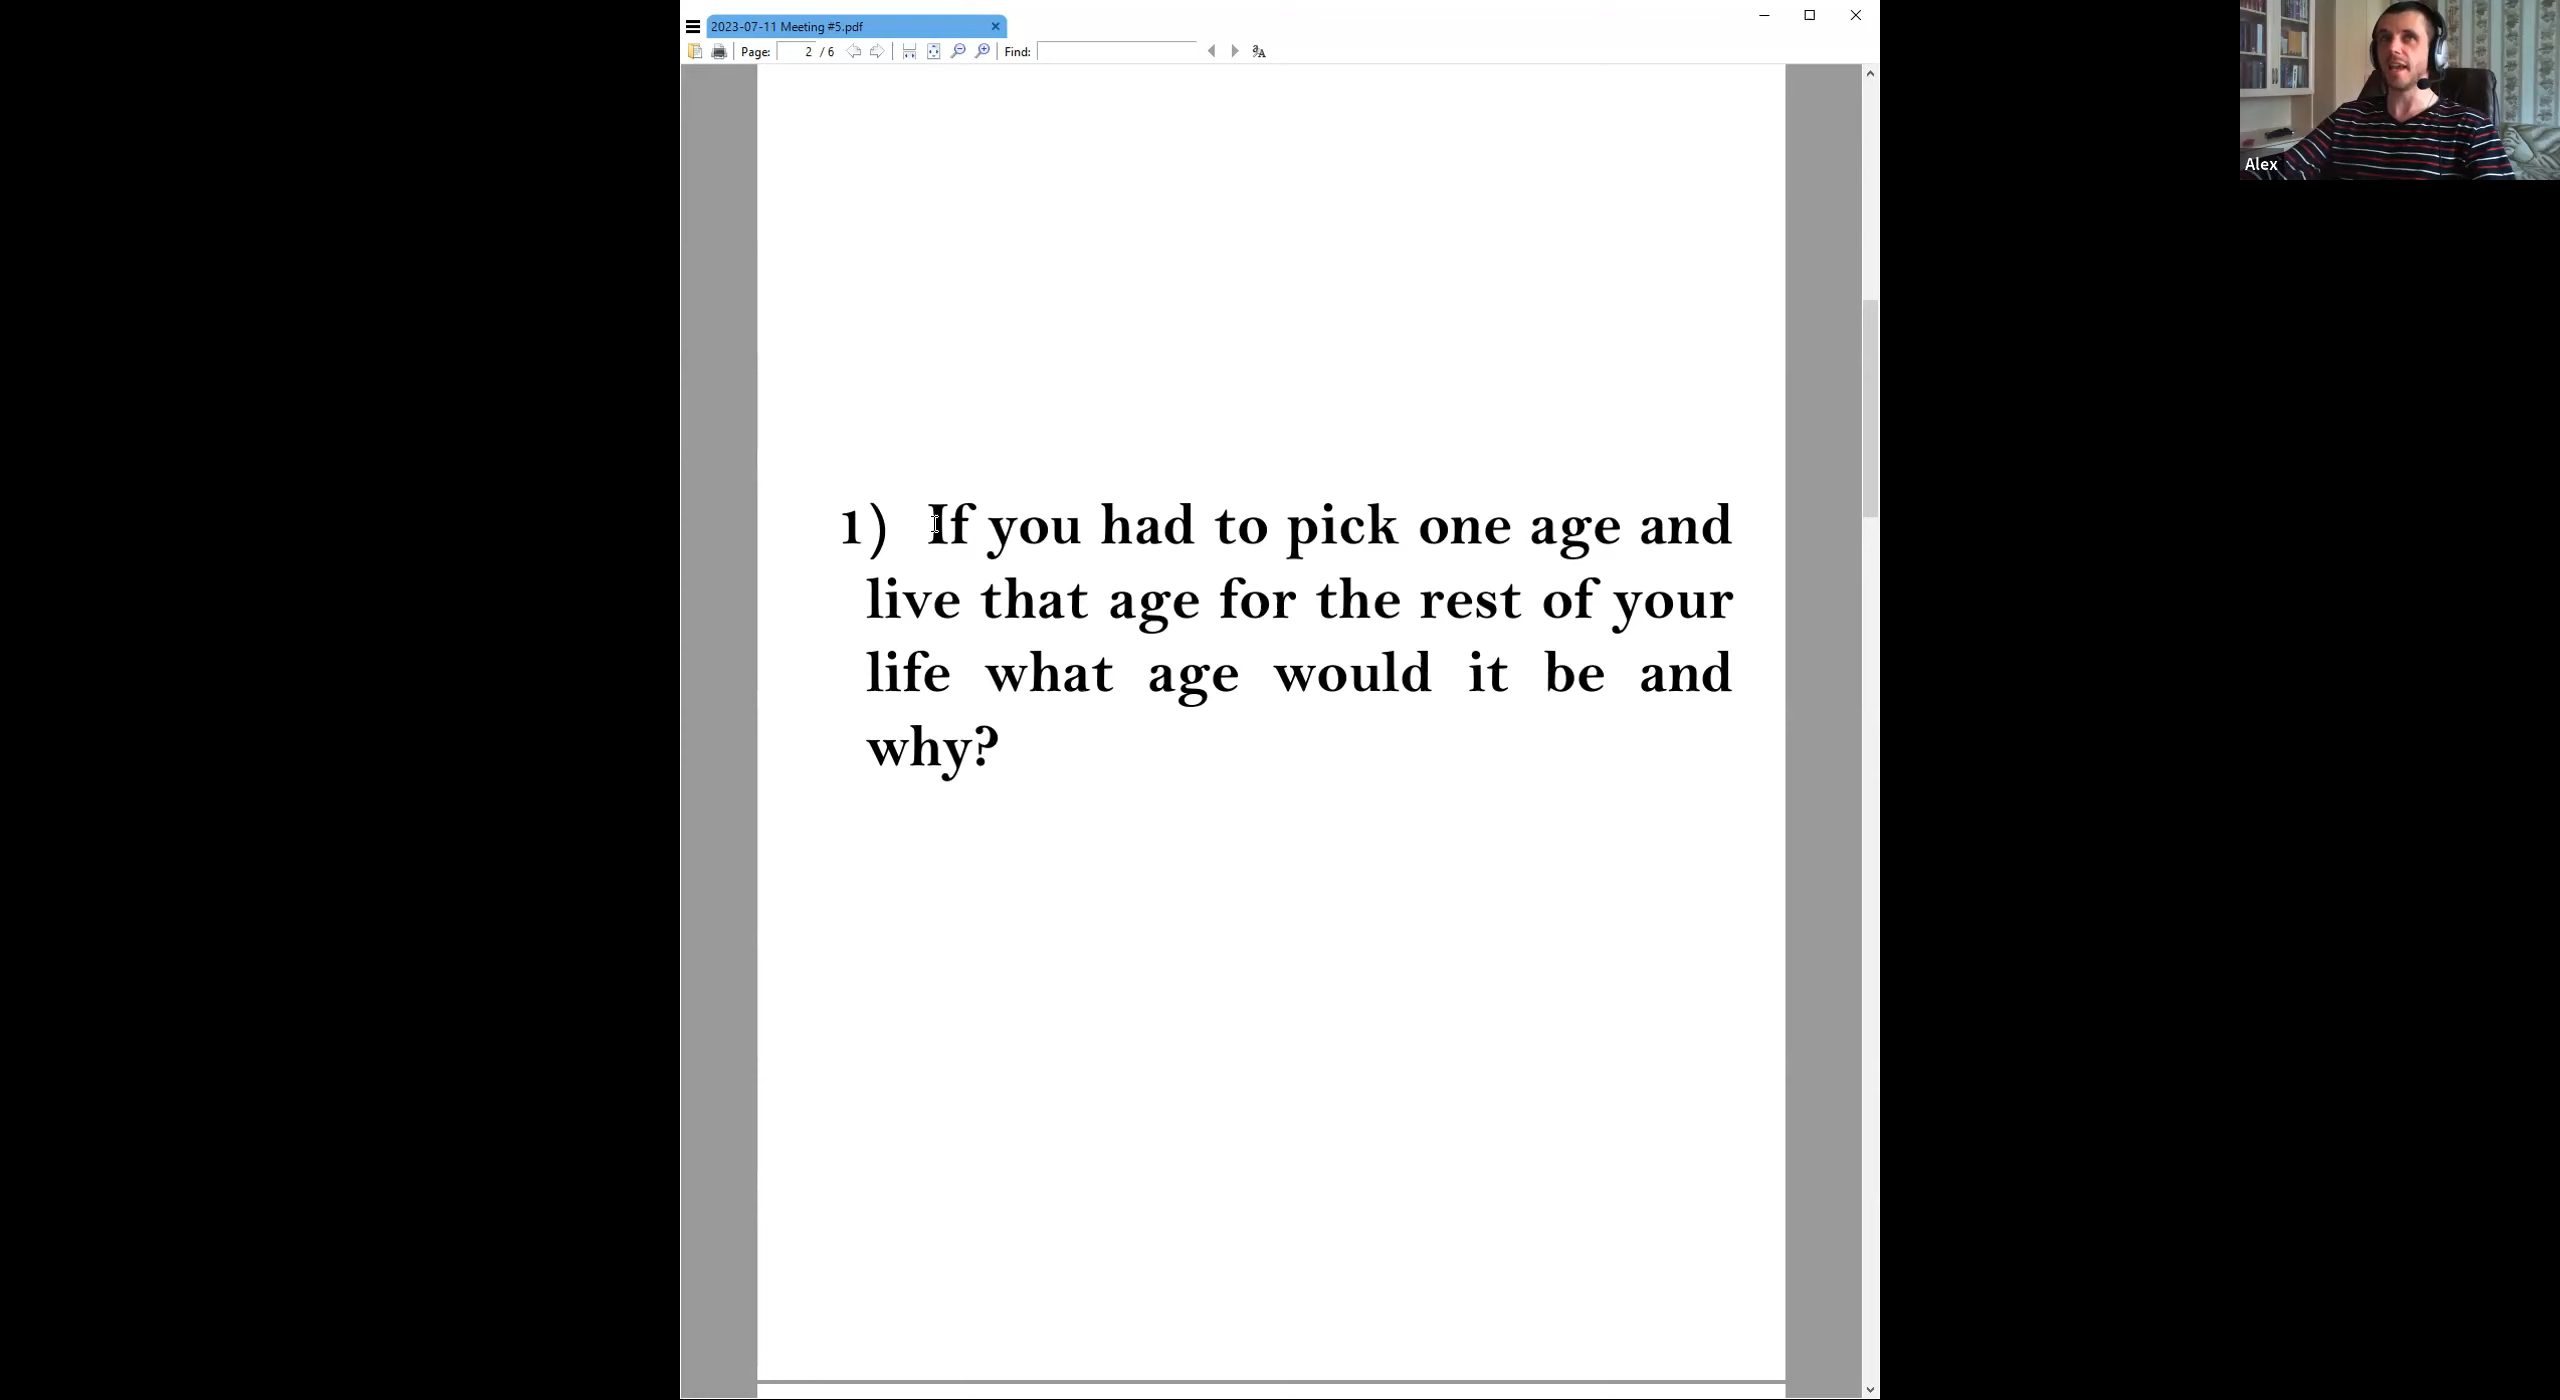 2023-07-11 Meeting #5.pdf
Page: 2 / 6 Find:
Alex
1) If you had to pick one age and
live that age for the rest of your
life what age would it be and
why?